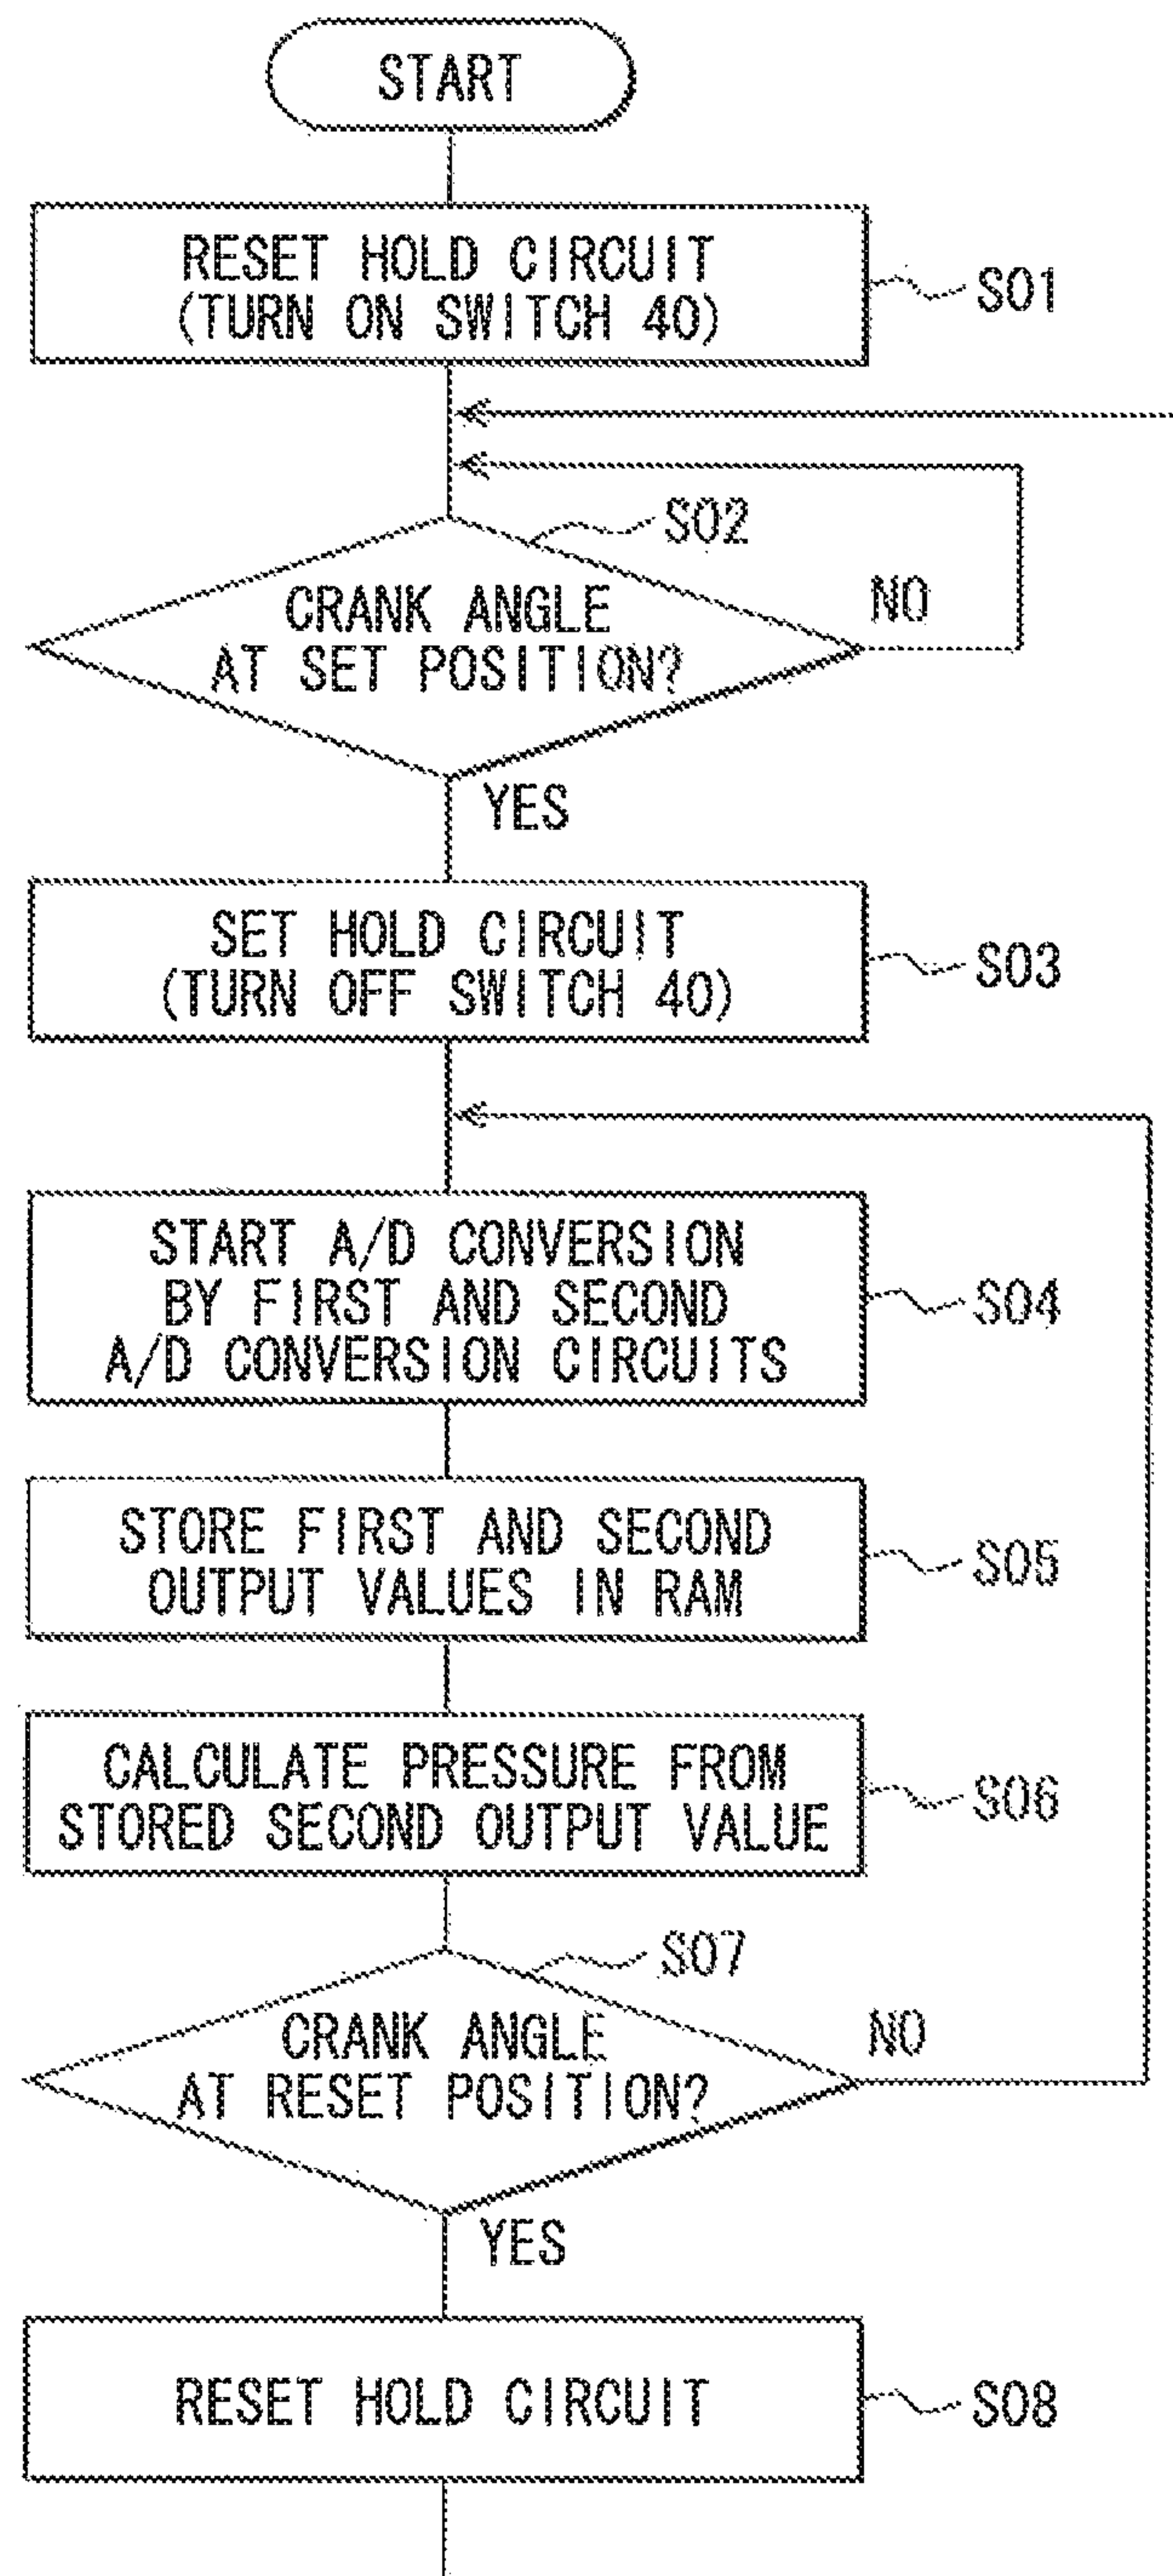 START
RESET HOLD CIRCUIT
(TURN ON SWITCH 40)
S01
S02
CRANK ANGLE
AT SET POSITION?
NO
YES
SET HOLD CIRCUIT
(TURN OFF SWITCH 40)
S03
START A/D CONVERSION
BY FIRST AND SECOND
A/D CONVERSION CIRCUITS
S04
STORE FIRST AND SECOND
OUTPUT VALUES IN RAM
S05
CALCULATE PRESSURE FROM
STORED SECOND OUTPUT VALUE
S06
S07
CRANK ANGLE
AT RESET POSITION?
NO
YES
RESET HOLD CIRCUIT
S08